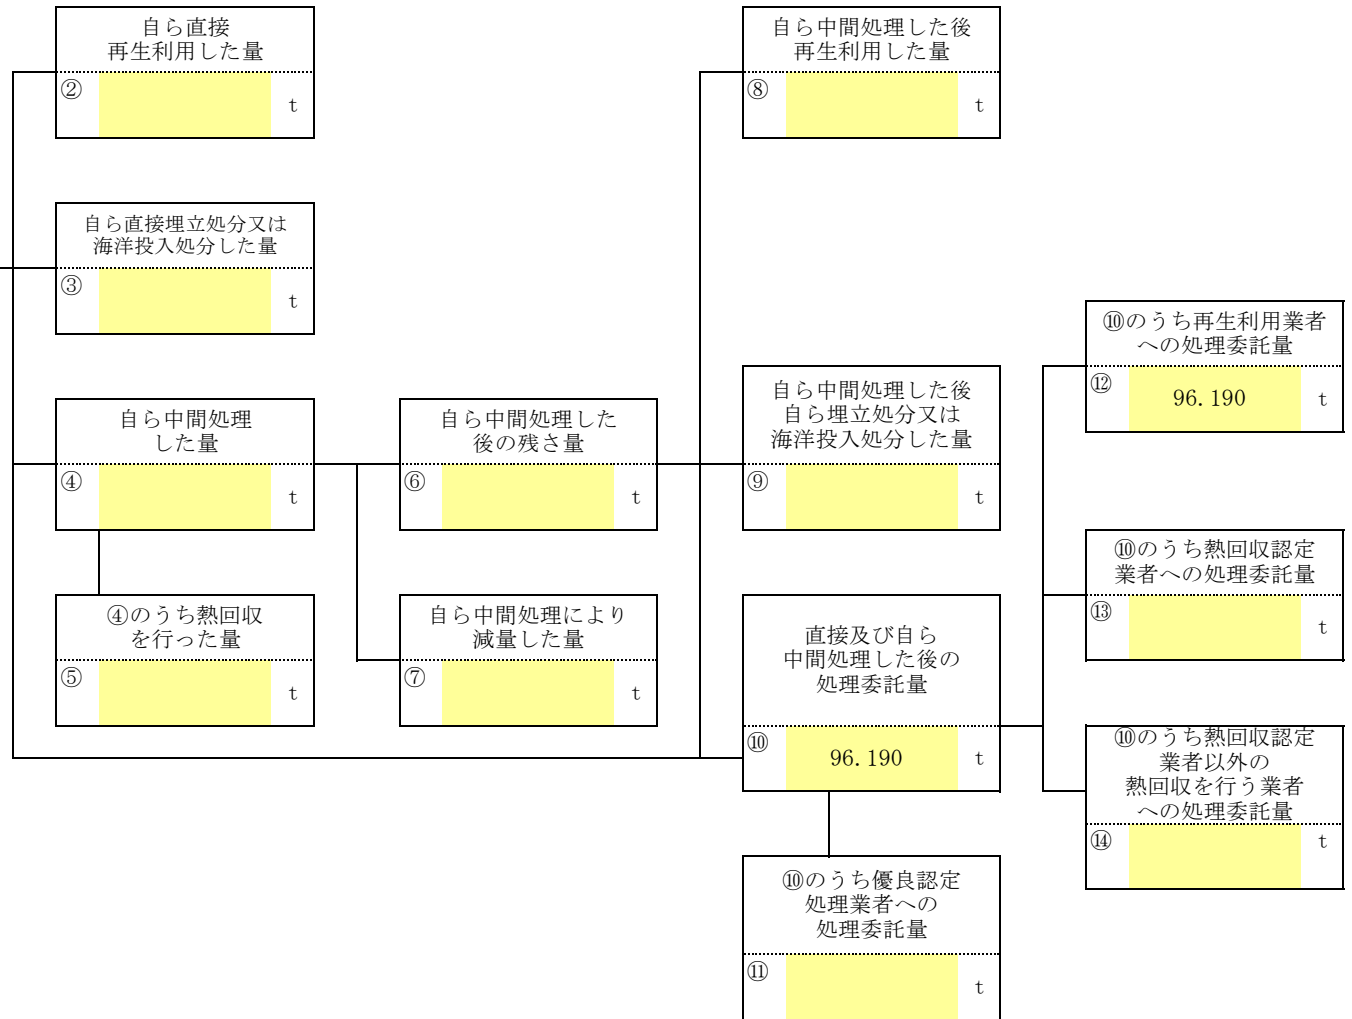 自ら直接
再生利用した量
②
t
自ら直接埋立処分又は
海洋投入処分した量
③
t
自ら中間処理
した量
④
t
④のうち熱回収
を行った量
⑤
t
自ら中間処理した
後の残さ量
⑥
t
自ら中間処理により
減量した量
⑦
t
自ら中間処理した後
再生利用した量
⑧
t
自ら中間処理した後
自ら埋立処分又は
海洋投入処分した量
⑨
t
直接及び自ら
中間処理した後の
処理委託量
⑩ 96.190 t
⑩のうち優良認定
処理業者への
処理委託量
⑪
t
⑩のうち再生利用業者
への処理委託量
⑫ 96.190 t
⑩のうち熱回収認定
業者への処理委託量
⑬
t
⑩のうち熱回収認定
業者以外の
熱回収を行う業者
への処理委託量
⑭
t